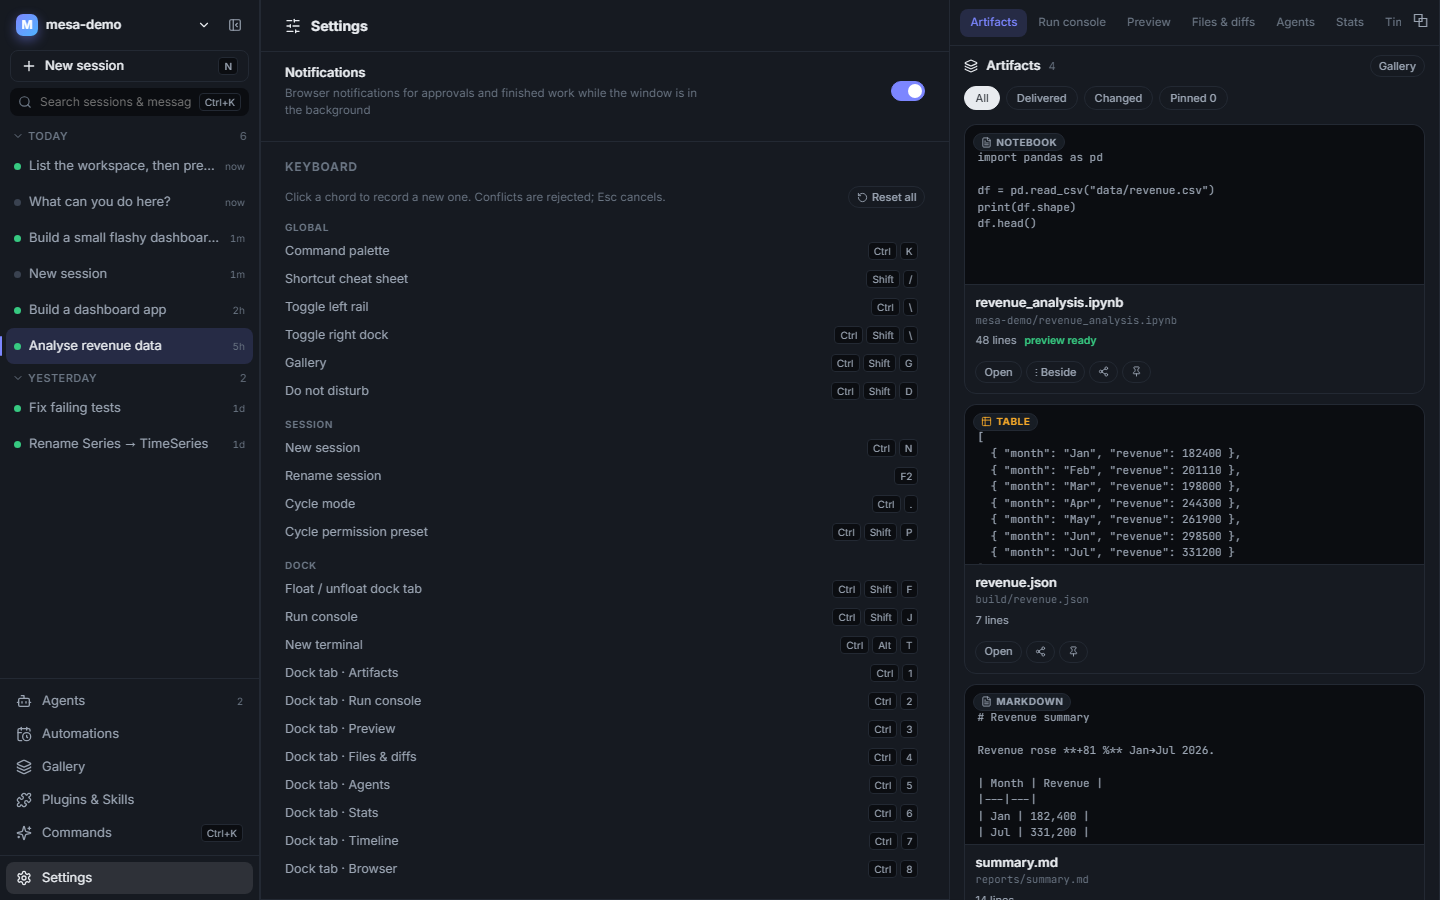 M mesa-demo
New session N
Search sessions & messag Ctrl+K
TODAY 6
List the workspace, then pre... now
What can you do here? now
Build a small flashy dashboar... 1m
New session 1m
Build a dashboard app 2h
Analyse revenue data 5h
YESTERDAY 2
Fix failing tests 1d
Rename Series → TimeSeries 1d
Agents 2
Automations
Gallery
Plugins & Skills
Commands Ctrl+K
Settings
Settings
Notifications
Browser notifications for approvals and finished work while the window is in
the background
KEYBOARD
Click a chord to record a new one. Conflicts are rejected; Esc cancels. Reset all
GLOBAL
Command palette Ctrl K
Shortcut cheat sheet Shift /
Toggle left rail Ctrl \
Toggle right dock Ctrl Shift \
Gallery Ctrl Shift G
Do not disturb Ctrl Shift D
SESSION
New session Ctrl N
Rename session F2
Cycle mode Ctrl .
Cycle permission preset Ctrl Shift P
DOCK
Float / unfloat dock tab Ctrl Shift F
Run console Ctrl Shift J
New terminal Ctrl Alt T
Dock tab · Artifacts Ctrl 1
Dock tab · Run console Ctrl 2
Dock tab · Preview Ctrl 3
Dock tab · Files & diffs Ctrl 4
Dock tab · Agents Ctrl 5
Dock tab · Stats Ctrl 6
Dock tab · Timeline Ctrl 7
Dock tab · Browser Ctrl 8
Artifacts Run console Preview Files & diffs Agents Stats Tin
Artifacts 4 Gallery
All Delivered Changed Pinned 0
NOTEBOOK
import pandas as pd
df = pd.read_csv("data/revenue.csv")
print(df.shape)
df.head()
revenue_analysis.ipynb
mesa-demo/revenue_analysis.ipynb
48 lines preview ready
Open Beside
TABLE
[
{ "month": "Jan", "revenue": 182400 },
{ "month": "Feb", "revenue": 201110 },
{ "month": "Mar", "revenue": 198000 },
{ "month": "Apr", "revenue": 244300 },
{ "month": "May", "revenue": 261900 },
{ "month": "Jun", "revenue": 298500 },
{ "month": "Jul", "revenue": 331200 }
revenue.json
build/revenue.json
7 lines
Open
MARKDOWN
# Revenue summary
Revenue rose **+81 %** Jan→Jul 2026.
| Month | Revenue |
|---|---|
| Jan | 182,400 |
| Jul | 331,200 |
summary.md
reports/summary.md
14 lines